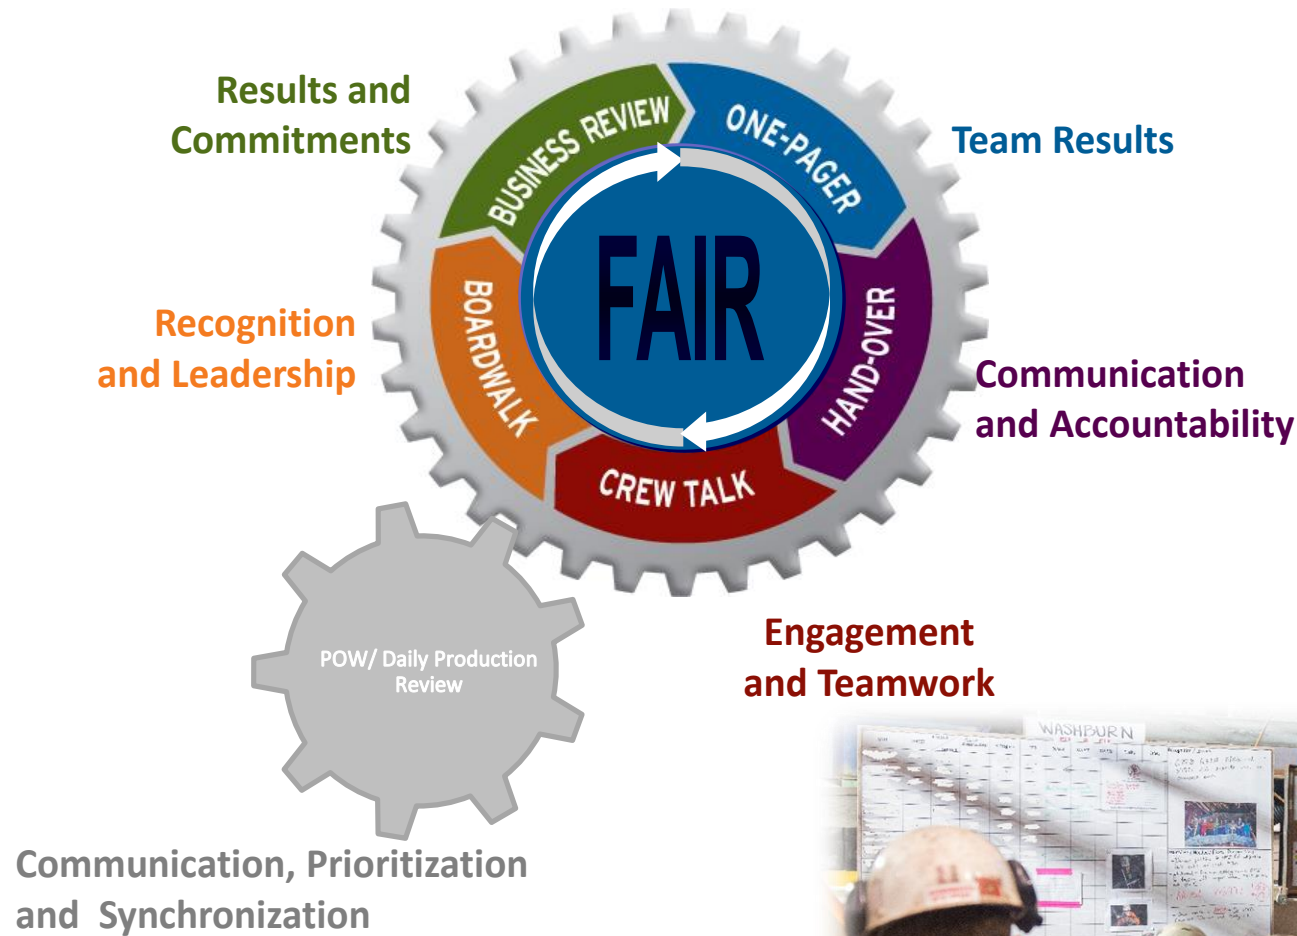 Results and
Commitments
BUSINESS REVIEW
ONE-PAGER
Team Results
FAIR
Recognition
and Leadership
BOARDWALK
HAND-OVER
Communication
and Accountability
CREW TALK
POW/ Daily Production
Review
Engagement
and Teamwork
WASHBURN
Communication, Prioritization
and  Synchronization